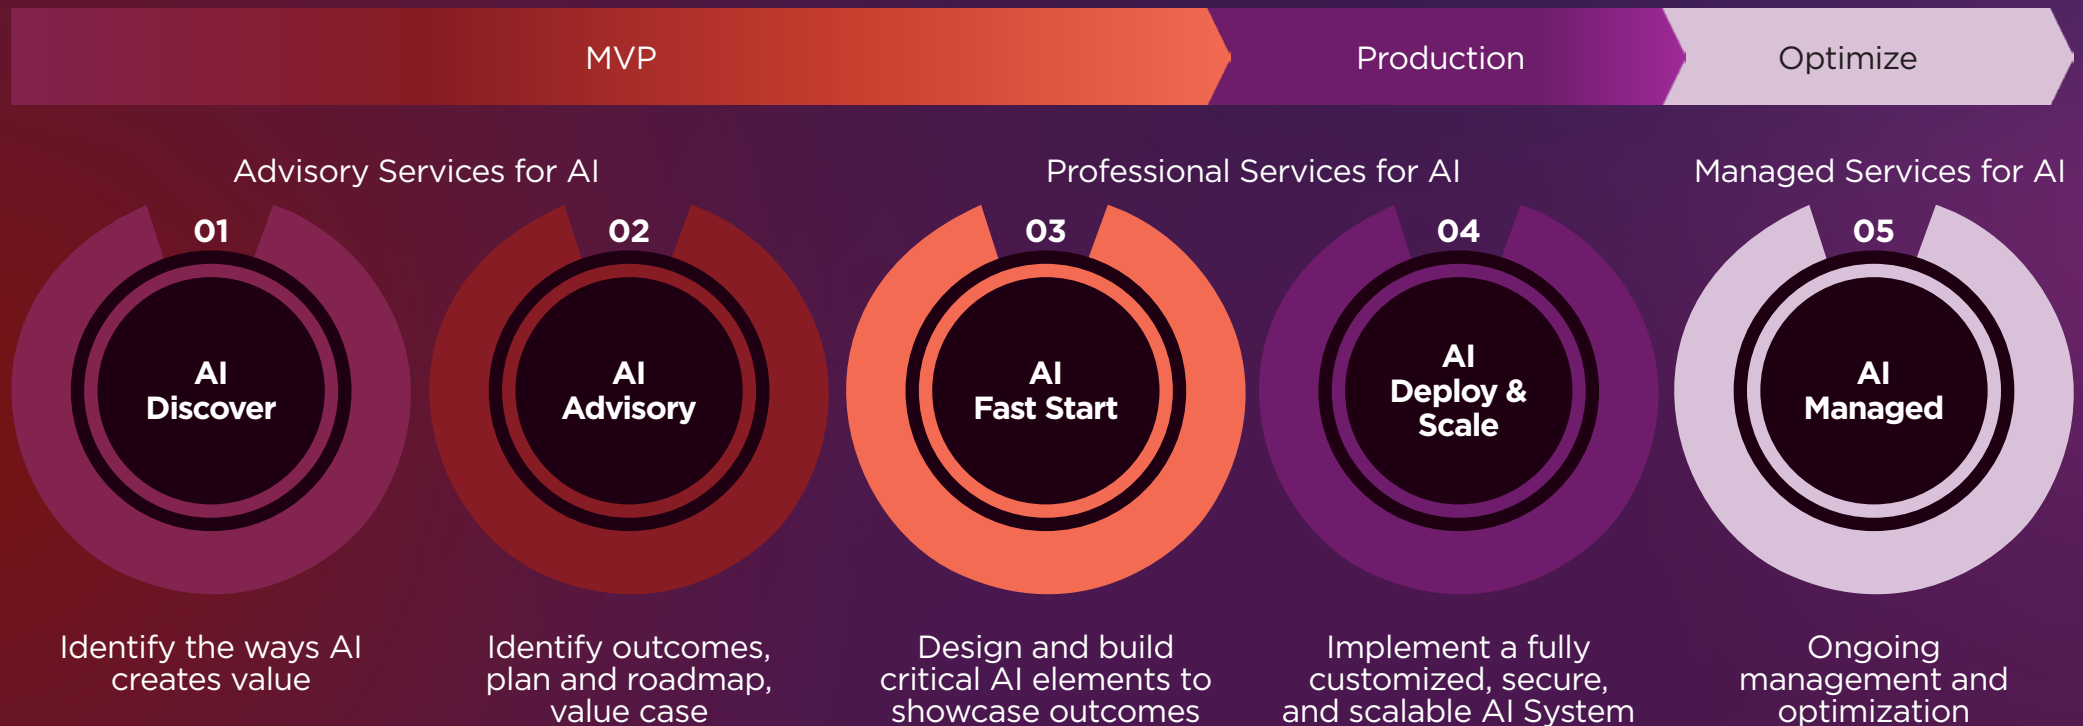 MVP
Production
Optimize
Advisory Services for AI
Professional Services for AI
Managed Services for AI
01
AI
Discover
Identify the ways AI
creates value
02
AI
Advisory
Identify outcomes,
plan and roadmap,
value case
03
AI
Fast Start
Design and build
critical AI elements to
showcase outcomes
04
AI
Deploy &
Scale
Implement a fully
customized, secure,
and scalable AI System
05
AI
Managed
Ongoing
management and
optimization